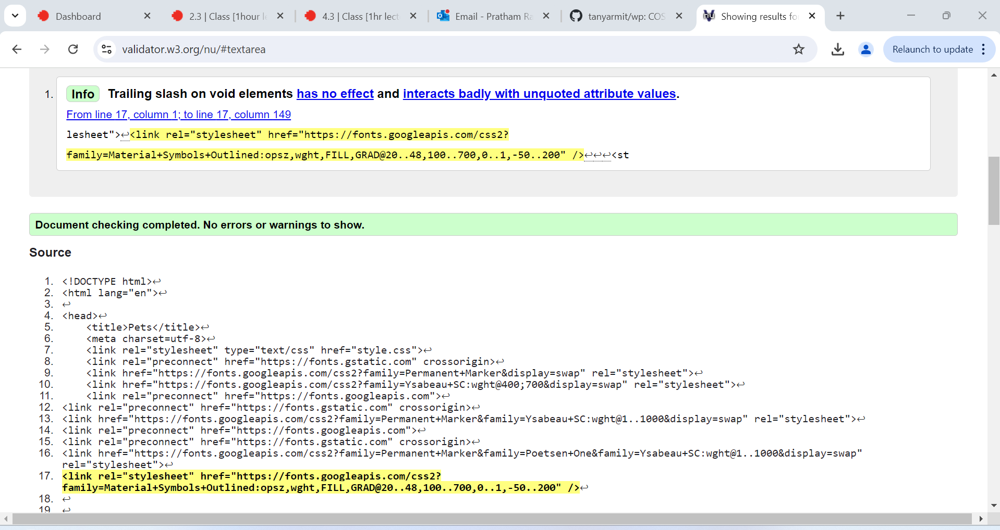 Dashboard
2.3 | Class [1hour l
4.3 | Class [1hr lect
Email - Pratham Ra
tanyarmit/wp: COS
Showing results fo
validator.w3.org/nu/#textarea
Relaunch to update
1. Info Trailing slash on void elements has no effect and interacts badly with unquoted attribute values.
From line 17, column 1; to line 17, column 149
lesheet">↩<link rel="stylesheet" href="https://fonts.googleapis.com/css2?
family=Material+Symbols+Outlined:opsz,wght,FILL,GRAD@20..48,100..700,0..1,-50..200" />↩↩↩<st
Document checking completed. No errors or warnings to show.
Source
1. <!DOCTYPE html>↩
2. <html lang="en">↩
3. ↩
4. <head>↩
5. <title>Pets</title>↩
6. <meta charset=utf-8>↩
7. <link rel="stylesheet" type="text/css" href="style.css">↩
8. <link rel="preconnect" href="https://fonts.gstatic.com" crossorigin>↩
9. <link href="https://fonts.googleapis.com/css2?family=Permanent+Marker&display=swap" rel="stylesheet">↩
10. <link href="https://fonts.googleapis.com/css2?family=Ysabeau+SC:wght@400;700&display=swap" rel="stylesheet">↩
11. <link rel="preconnect" href="https://fonts.googleapis.com">↩
12. <link rel="preconnect" href="https://fonts.gstatic.com" crossorigin>↩
13. <link href="https://fonts.googleapis.com/css2?family=Permanent+Marker&family=Ysabeau+SC:wght@1..1000&display=swap" rel="stylesheet">↩
14. <link rel="preconnect" href="https://fonts.googleapis.com">↩
15. <link rel="preconnect" href="https://fonts.gstatic.com" crossorigin>↩
16. <link href="https://fonts.googleapis.com/css2?family=Permanent+Marker&family=Poetsen+One&family=Ysabeau+SC:wght@1..1000&display=swap"
rel="stylesheet">↩
17. <link rel="stylesheet" href="https://fonts.googleapis.com/css2?
family=Material+Symbols+Outlined:opsz,wght,FILL,GRAD@20..48,100..700,0..1,-50..200" />↩
18. ↩
19. ↩